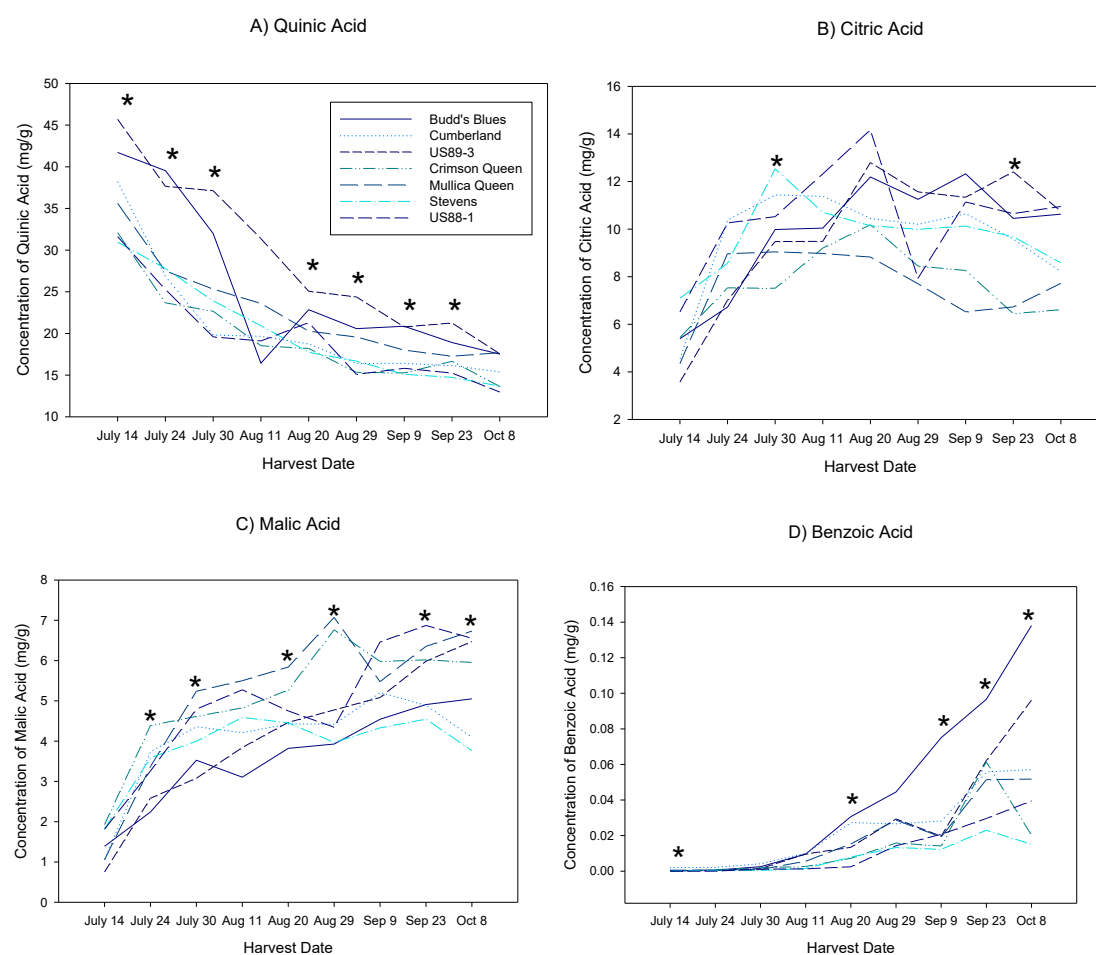 A) Quinic Acid
Concentration of Quinic Acid (mg/g)
50
45
40
35
30
25
20
15
10
* * * * * * *
Budd's Blues
Cumberland
US89-3
Crimson Queen
Mullica Queen
Stevens
US88-1
July 14 July 24 July 30 Aug 11 Aug 20 Aug 29 Sep 9 Sep 23 Oct 8
Harvest Date
B) Citric Acid
Concentration of Citric Acid (mg/g)
16
14
12
10
8
6
4
2
* *
July 14 July 24 July 30 Aug 11 Aug 20 Aug 29 Sep 9 Sep 23 Oct 8
Harvest Date
C) Malic Acid
Concentration of Malic Acid (mg/g)
8
7
6
5
4
3
2
1
0
* * * * * *
July 14 July 24 July 30 Aug 11 Aug 20 Aug 29 Sep 9 Sep 23 Oct 8
Harvest Date
D) Benzoic Acid
Concentration of Benzoic Acid (mg/g)
0.16
0.14
0.12
0.10
0.08
0.06
0.04
0.02
0.00
* * * * *
July 14 July 24 July 30 Aug 11 Aug 20 Aug 29 Sep 9 Sep 23 Oct 8
Harvest Date